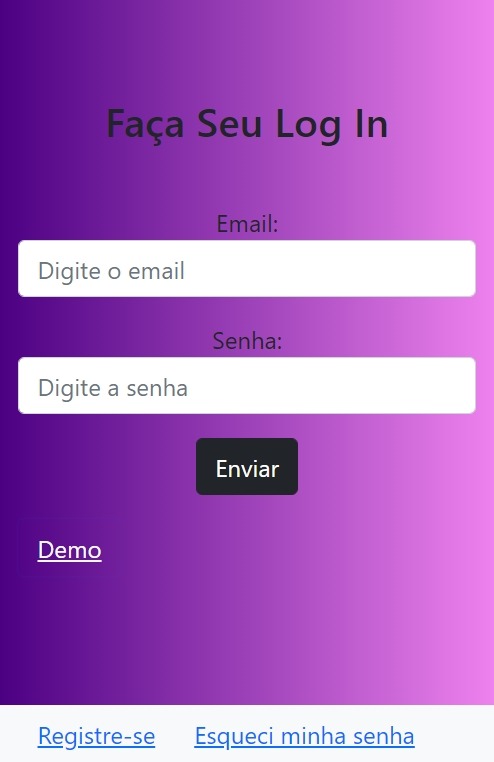 Faça Seu Log In
Email:
Digite o email
Senha:
Digite a senha
Enviar
Demo
Registre-se Esqueci minha senha